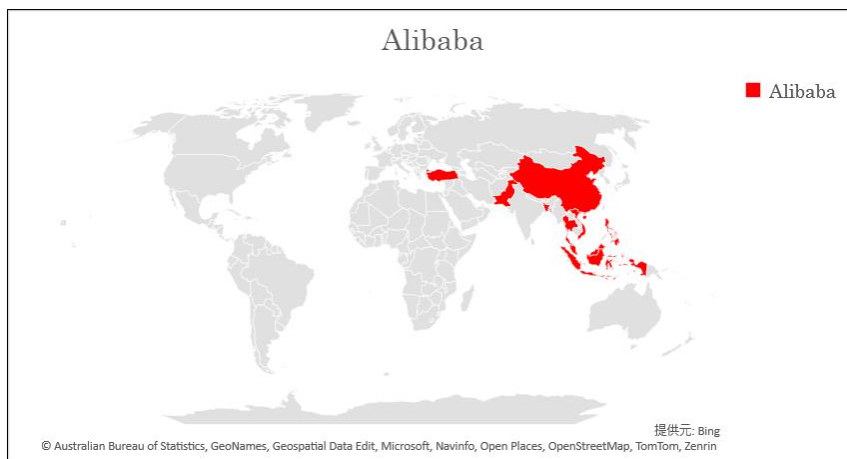 Alibaba
Alibaba
提供元: Bing
© Australian Bureau of Statistics, GeoNames, Geospatial Data Edit, Microsoft, Navinfo, Open Places, OpenStreetMap, TomTom, Zenrin